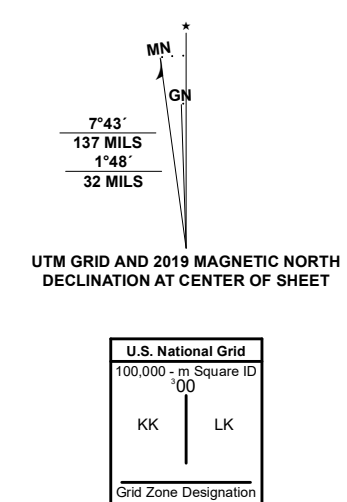 ★
MN
GN
7°43´
137 MILS
1°48´
32 MILS
UTM GRID AND 2019 MAGNETIC NORTH
DECLINATION AT CENTER OF SHEET
U.S. National Grid
100,000 - m Square ID
³00
KK LK
Grid Zone Designation